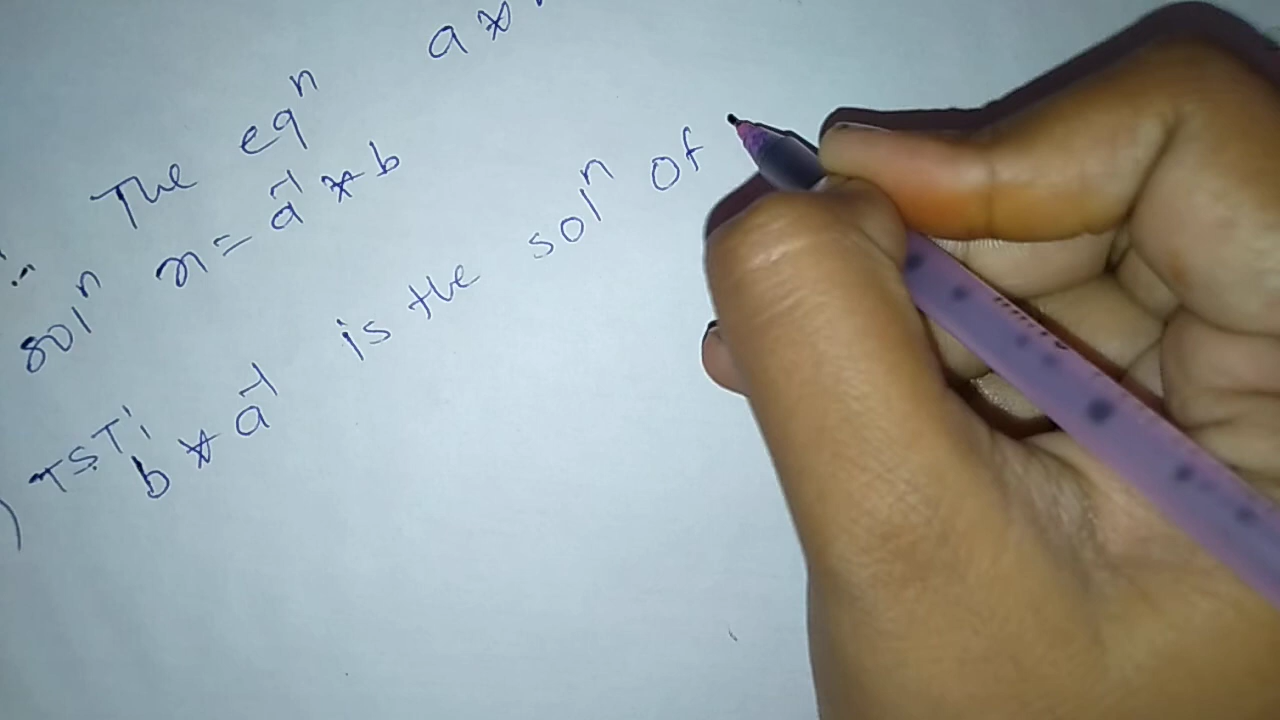 ∴ The eqⁿ a *
solⁿ x = a⁻¹ * b
) TST: b * a⁻¹ is the solⁿ of